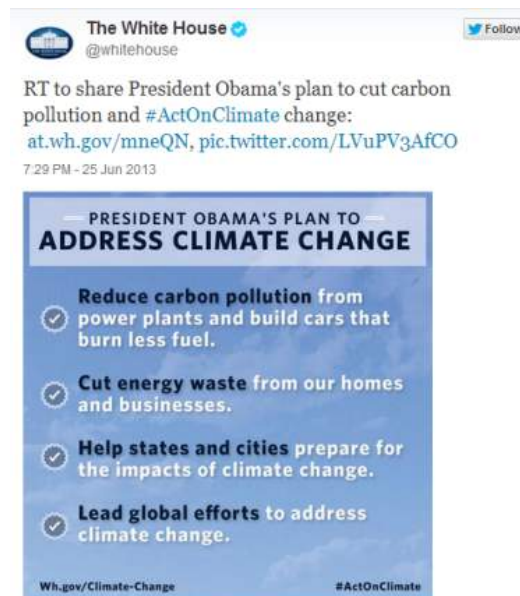 The White House
@whitehouse
Follow
RT to share President Obama's plan to cut carbon
pollution and #ActOnClimate change:
at.wh.gov/mneQN, pic.twitter.com/LVuPV3AfCO
7:29 PM - 25 Jun 2013
PRESIDENT OBAMA'S PLAN TO
ADDRESS CLIMATE CHANGE
Reduce carbon pollution from
power plants and build cars that
burn less fuel.
Cut energy waste from our homes
and businesses.
Help states and cities prepare for
the impacts of climate change.
Lead global efforts to address
climate change.
Wh.gov/Climate-Change
#ActOnClimate